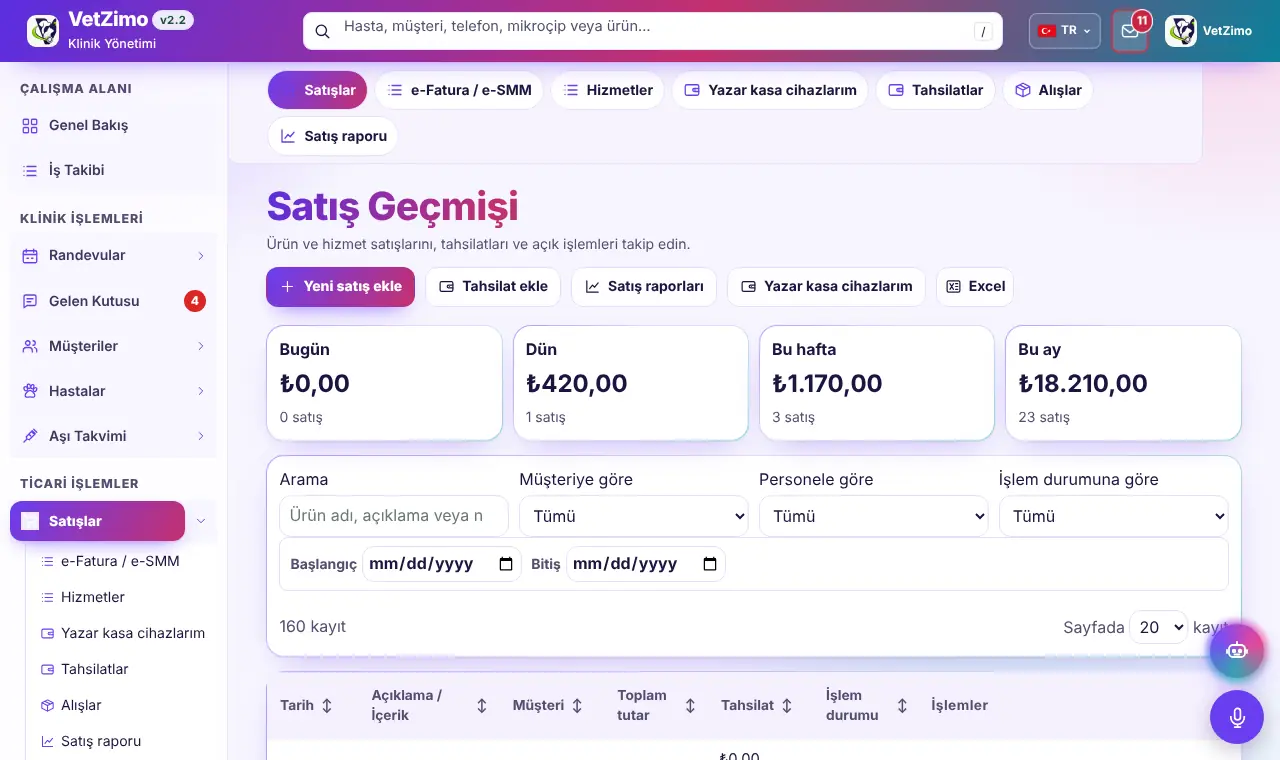 VetZimo v2.2
Klinik Yönetimi
Hasta, müşteri, telefon, mikroçip veya ürün...
/
TR
11
VetZimo
ÇALIŞMA ALANI
Genel Bakış
İş Takibi
KLİNİK İŞLEMLERİ
Randevular
Gelen Kutusu
4
Müşteriler
Hastalar
Aşı Takvimi
TİCARİ İŞLEMLER
Satışlar
e-Fatura / e-SMM
Hizmetler
Yazar kasa cihazlarım
Tahsilatlar
Alışlar
Satış raporu
Satışlar
e-Fatura / e-SMM
Hizmetler
Yazar kasa cihazlarım
Tahsilatlar
Alışlar
Satış raporu
Satış Geçmişi
Ürün ve hizmet satışlarını, tahsilatları ve açık işlemleri takip edin.
Yeni satış ekle
Tahsilat ekle
Satış raporları
Yazar kasa cihazlarım
Excel
Bugün
₺0,00
0 satış
Dün
₺420,00
1 satış
Bu hafta
₺1.170,00
3 satış
Bu ay
₺18.210,00
23 satış
Arama
Ürün adı, açıklama veya n
Müşteriye göre
Tümü
Personele göre
Tümü
İşlem durumuna göre
Tümü
Başlangıç mm/dd/yyyy
Bitiş mm/dd/yyyy
160 kayıt
Sayfada 20 kayıt
Tarih
Açıklama /
İçerik
Müşteri
Toplam
tutar
Tahsilat
İşlem
durumu
İşlemler
₺0,00